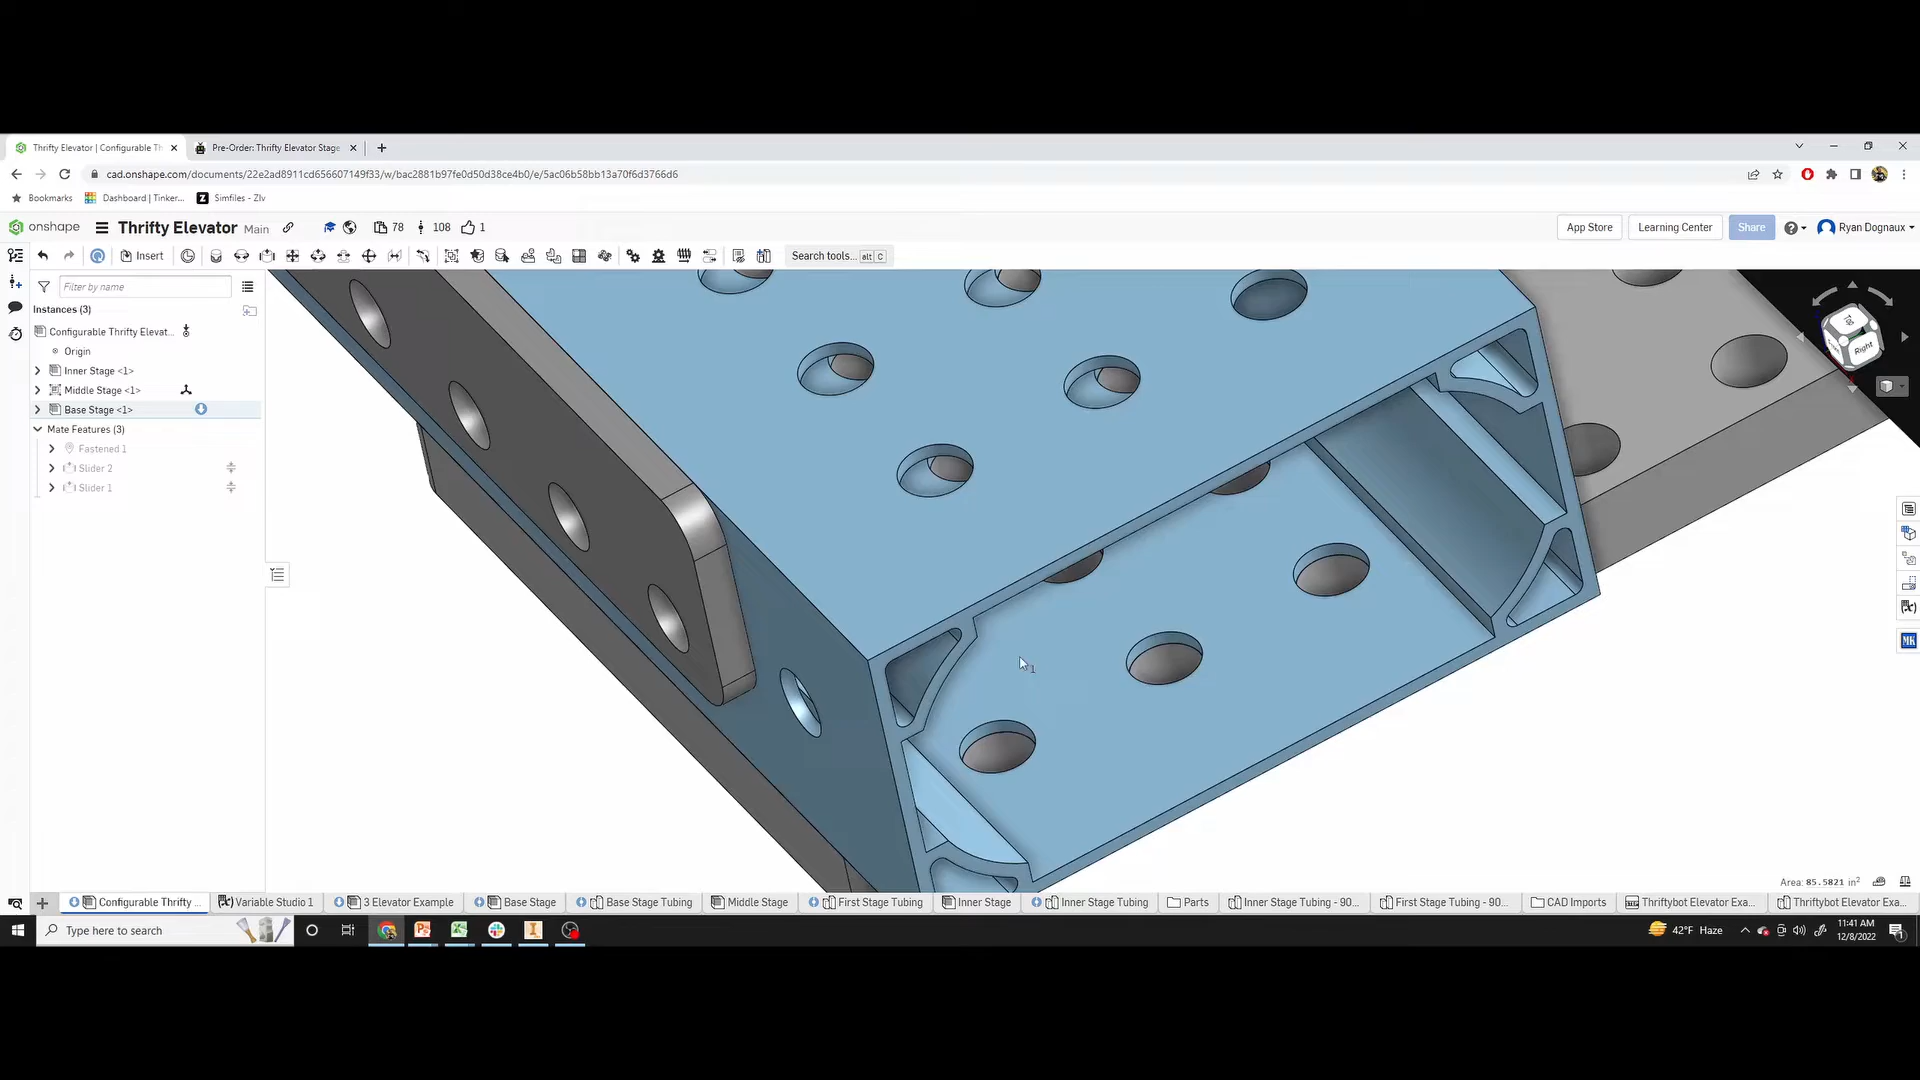 Thrifty Elevator | Configurable Th
Pre-Order: Thrifty Elevator Stage
cad.onshape.com/documents/22e2ad8911cd656607149f33/w/bac2881b97fe0d50d38ce4b0/e/5ac06b58bb13a70f6d3766d6
Bookmarks Dashboard | Tinker... Z Simfiles - ZIv
onshape Thrifty Elevator Main 78 108 1 App Store Learning Center Share Ryan Dognaux
Insert Search tools... alt C
Filter by name
Instances (3)
Configurable Thrifty Elevat...
Origin
Inner Stage <1>
Middle Stage <1>
Base Stage <1>
Mate Features (3)
Fastened 1
Slider 2
Slider 1
Right
(x)
MK
1
Area: 85.5821 in²
Configurable Thrifty ... (x) Variable Studio 1 3 Elevator Example Base Stage Base Stage Tubing Middle Stage First Stage Tubing Inner Stage Inner Stage Tubing Parts Inner Stage Tubing - 90... First Stage Tubing - 90... CAD Imports Thriftybot Elevator Exa... Thriftybot Elevator Exa...
Type here to search 42°F Haze 11:41 AM
12/8/2022